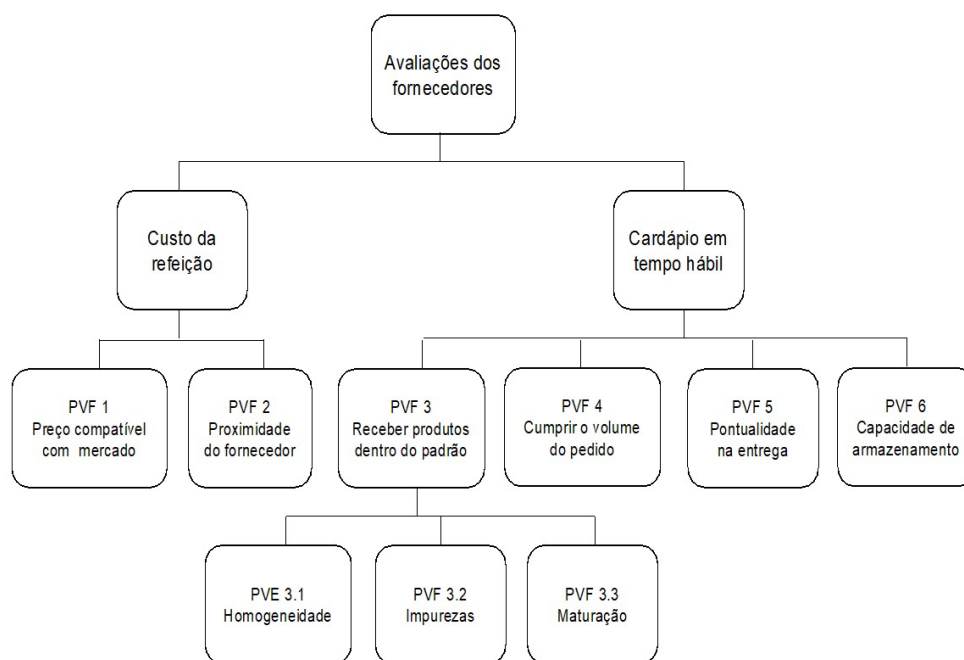 Avaliações dos
fornecedores
Custo da
refeição
Cardápio em
tempo hábil
PVF 1
Preço compatível
com mercado
PVF 2
Proximidade
do fornecedor
PVF 3
Receber produtos
dentro do padrão
PVF 4
Cumprir o volume
do pedido
PVF 5
Pontualidade
na entrega
PVF 6
Capacidade de
armazenamento
PVE 3.1
Homogeneidade
PVF 3.2
Impurezas
PVF 3.3
Maturação